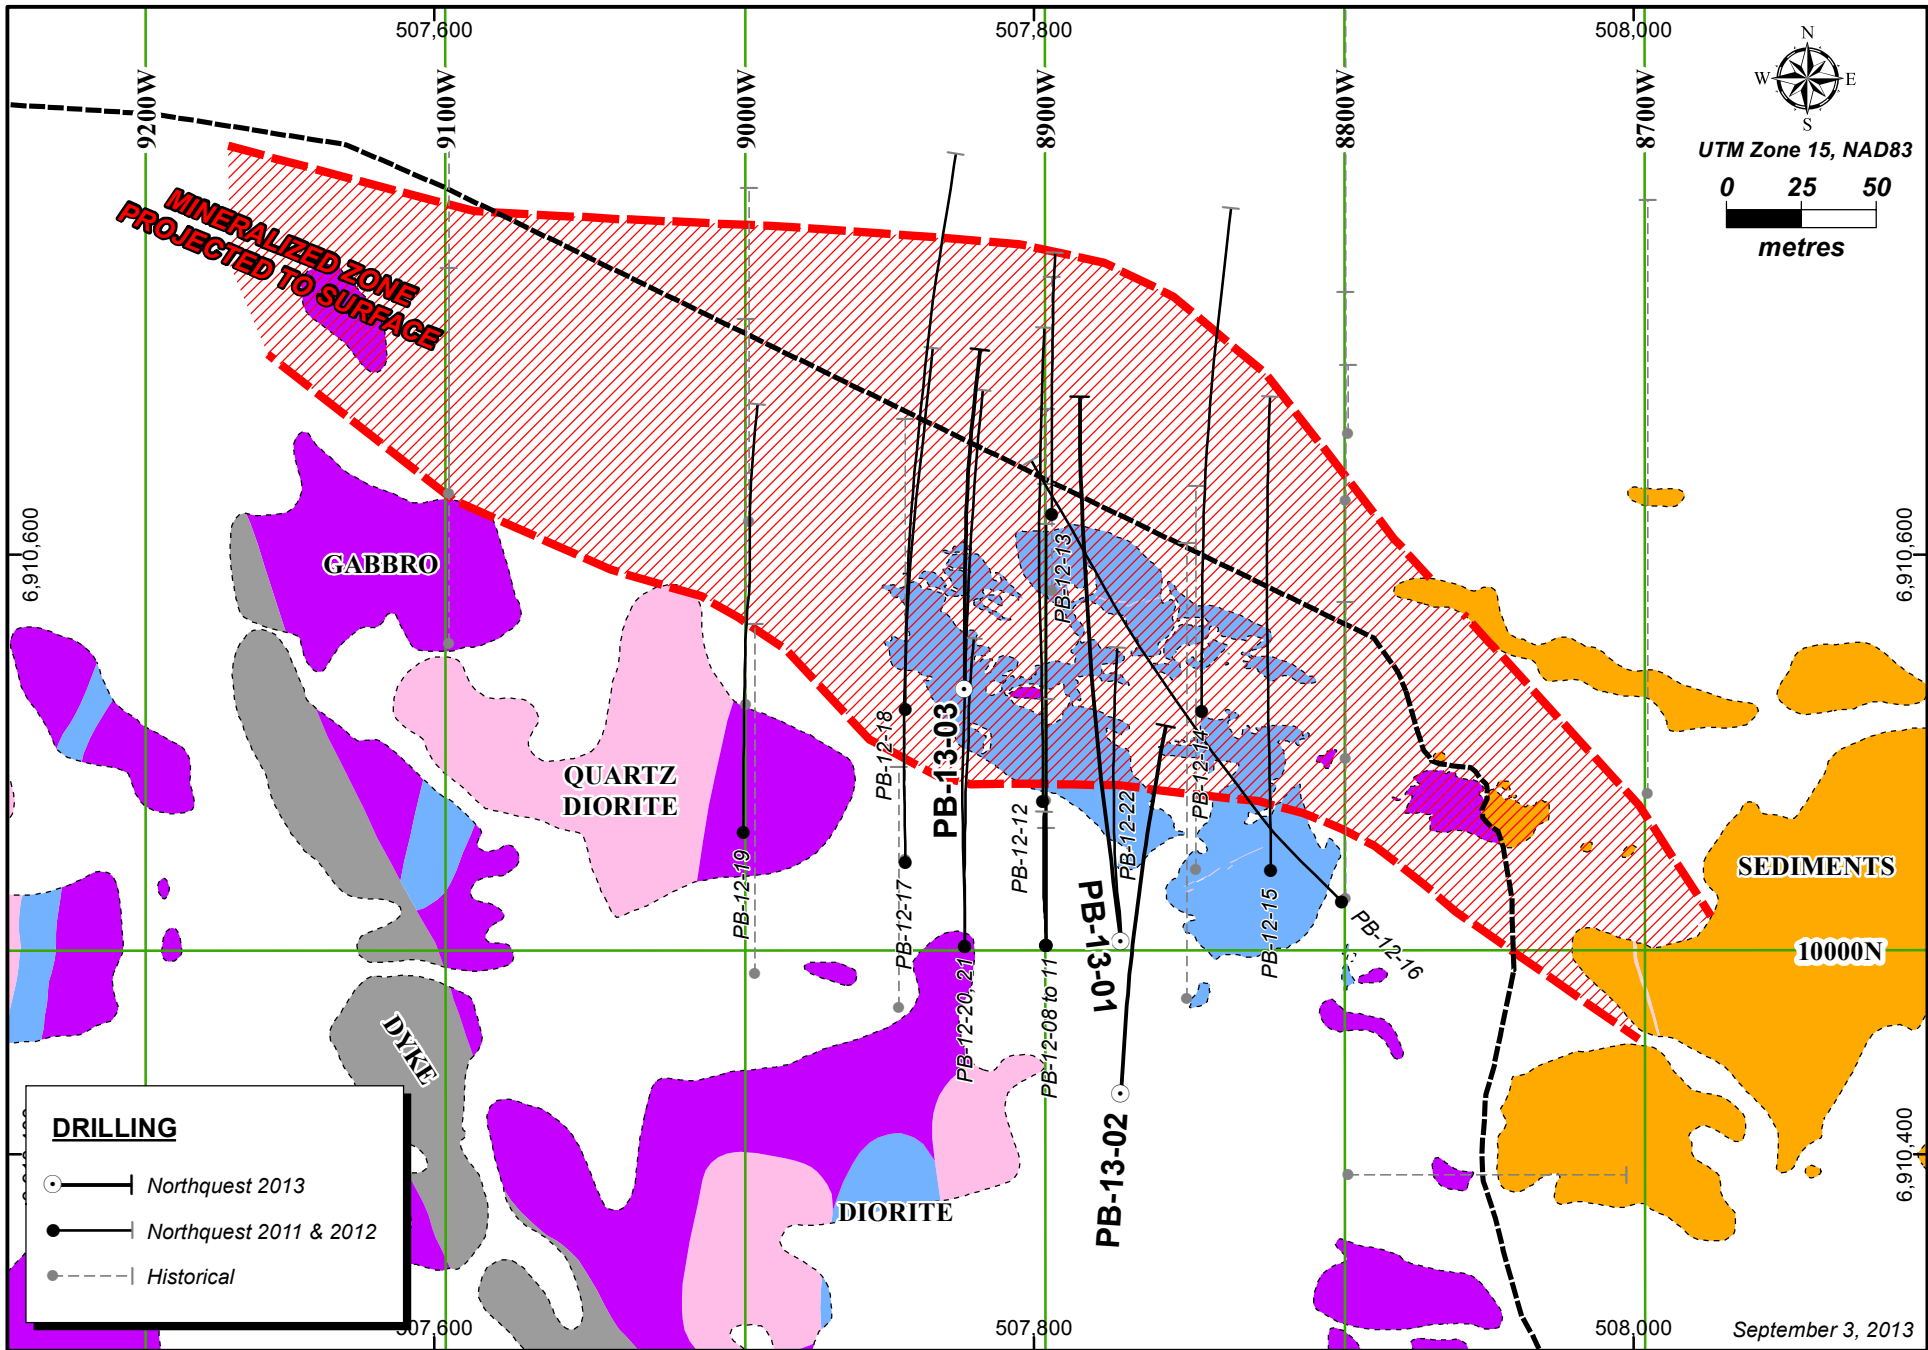 507,600
507,800
508,000
9200W
9100W
9000W
8900W
8800W
8700W
N
W
E
S
UTM Zone 15, NAD83
0 25 50
metres
MINERALIZED ZONE
PROJECTED TO SURFACE
6,910,600
6,910,600
GABBRO
QUARTZ
DIORITE
PB-12-13
PB-12-18
PB-13-03
PB-12-14
PB-12-12
PB-12-22
PB-12-19
PB-12-17
PB-13-01
PB-12-15
PB-12-16
SEDIMENTS
10000N
PB-12-20, 21
PB-12-08 to 11
DYKE
PB-13-02
DIORITE
6,910,400
DRILLING
Northquest 2013
Northquest 2011 & 2012
Historical
507,600
507,800
508,000
September 3, 2013